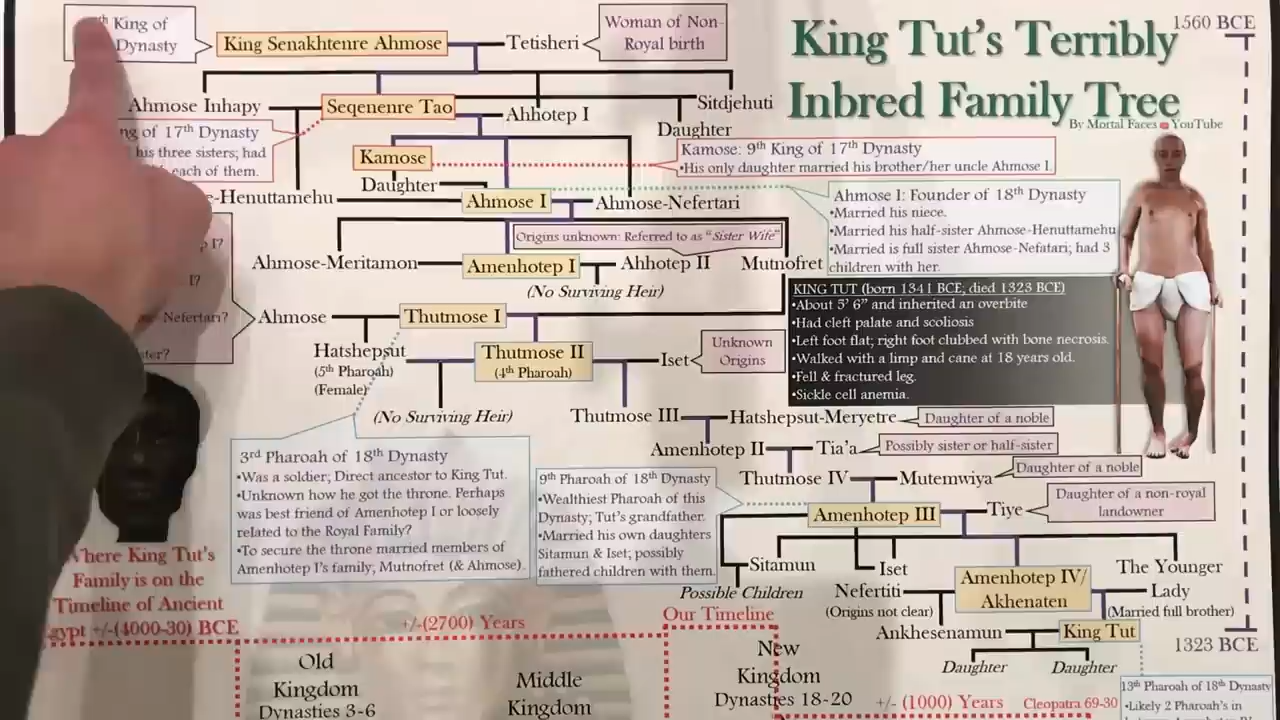 King of
Dynasty
King Senakhtenre Ahmose
Tetisheri
Woman of Non-
Royal birth
King Tut's Terribly
Inbred Family Tree
By Mortal Faces YouTube
1560 BCE
Ahmose Inhapy
Seqenenre Tao
Ahhotep I
Sitdjehuti
Daughter
of 17th Dynasty
his three sisters; had
each of them.
Kamose
Daughter
Kamose: 9th King of 17th Dynasty
•His only daughter married his brother/her uncle Ahmose I.
-Henuttamehu
Ahmose I
Ahmose-Nefertari
Ahmose I: Founder of 18th Dynasty
•Married his niece.
•Married his half-sister Ahmose-Henuttamehu
•Married is full sister Ahmose-Nefatari; had 3
children with her.
I?
I?
Nefertari?
Origins unknown: Referred to as "Sister Wife"
Ahmose-Meritamon
Amenhotep I
Ahhotep II
Mutnofret
(No Surviving Heir)
KING TUT (born 1341 BCE; died 1323 BCE)
•About 5' 6" and inherited an overbite
•Had cleft palate and scoliosis
•Left foot flat; right foot clubbed with bone necrosis.
•Walked with a limp and cane at 18 years old.
•Fell & fractured leg.
•Sickle cell anemia.
Ahmose
Thutmose I
Hatshepsut
(5th Pharoah)
(Female)
Thutmose II
(4th Pharoah)
Iset
Unknown
Origins
(No Surviving Heir)
Thutmose III
Hatshepsut-Meryetre
Daughter of a noble
Amenhotep II
Tia'a
Possibly sister or half-sister
Thutmose IV
Mutemwiya
Daughter of a noble
3rd Pharoah of 18th Dynasty
•Was a soldier; Direct ancestor to King Tut.
•Unknown how he got the throne. Perhaps
was best friend of Amenhotep I or loosely
related to the Royal Family?
•To secure the throne married members of
Amenhotep I's family; Mutnofret (& Ahmose).
9th Pharoah of 18th Dynasty
•Wealthiest Pharoah of this
Dynasty; Tut's grandfather.
•Married his own daughters
Sitamun & Iset; possibly
fathered children with them.
Amenhotep III
Tiye
Daughter of a non-royal
landowner
Sitamun
Iset
Possible Children
Nefertiti
(Origins not clear)
Amenhotep IV/
Akhenaten
The Younger
Lady
(Married full brother)
Ankhesenamun
King Tut
Daughter
Daughter
1323 BCE
Where King Tut's
Family is on the
Timeline of Ancient
Egypt +/-(4000-30) BCE
+/-(2700) Years
Our Timeline
Old
Kingdom
Dynasties 3-6
Middle
Kingdom
New
Kingdom
Dynasties 18-20
+/- (1000) Years
Cleopatra 69-30
13th Pharoah of 18th Dynasty
•Likely 2 Pharoah's in